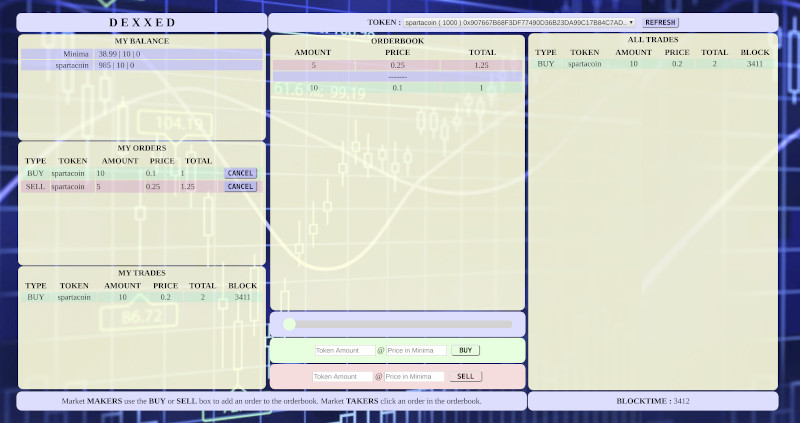 DEXXED
TOKEN : spartacoin ( 1000 ) 0x907667B68F3DF77490D36B23DA99C17B84C7AD.. REFRESH
MY BALANCE
Minima 38.99 | 10 | 0
spartacoin 985 | 10 | 0
MY ORDERS
TYPE TOKEN AMOUNT PRICE TOTAL
BUY spartacoin 10 0.1 1 CANCEL
SELL spartacoin 5 0.25 1.25 CANCEL
MY TRADES
TYPE TOKEN AMOUNT PRICE TOTAL BLOCK
BUY spartacoin 10 0.2 2 3411
ORDERBOOK
AMOUNT PRICE TOTAL
5 0.25 1.25
--------
10 0.1 1
Token Amount @ Price in Minima BUY
Token Amount @ Price in Minima SELL
ALL TRADES
TYPE TOKEN AMOUNT PRICE TOTAL BLOCK
BUY spartacoin 10 0.2 2 3411
104.19
86.72
99.19
Market MAKERS use the BUY or SELL box to add an order to the orderbook. Market TAKERS click an order in the orderbook.
BLOCKTIME : 3412